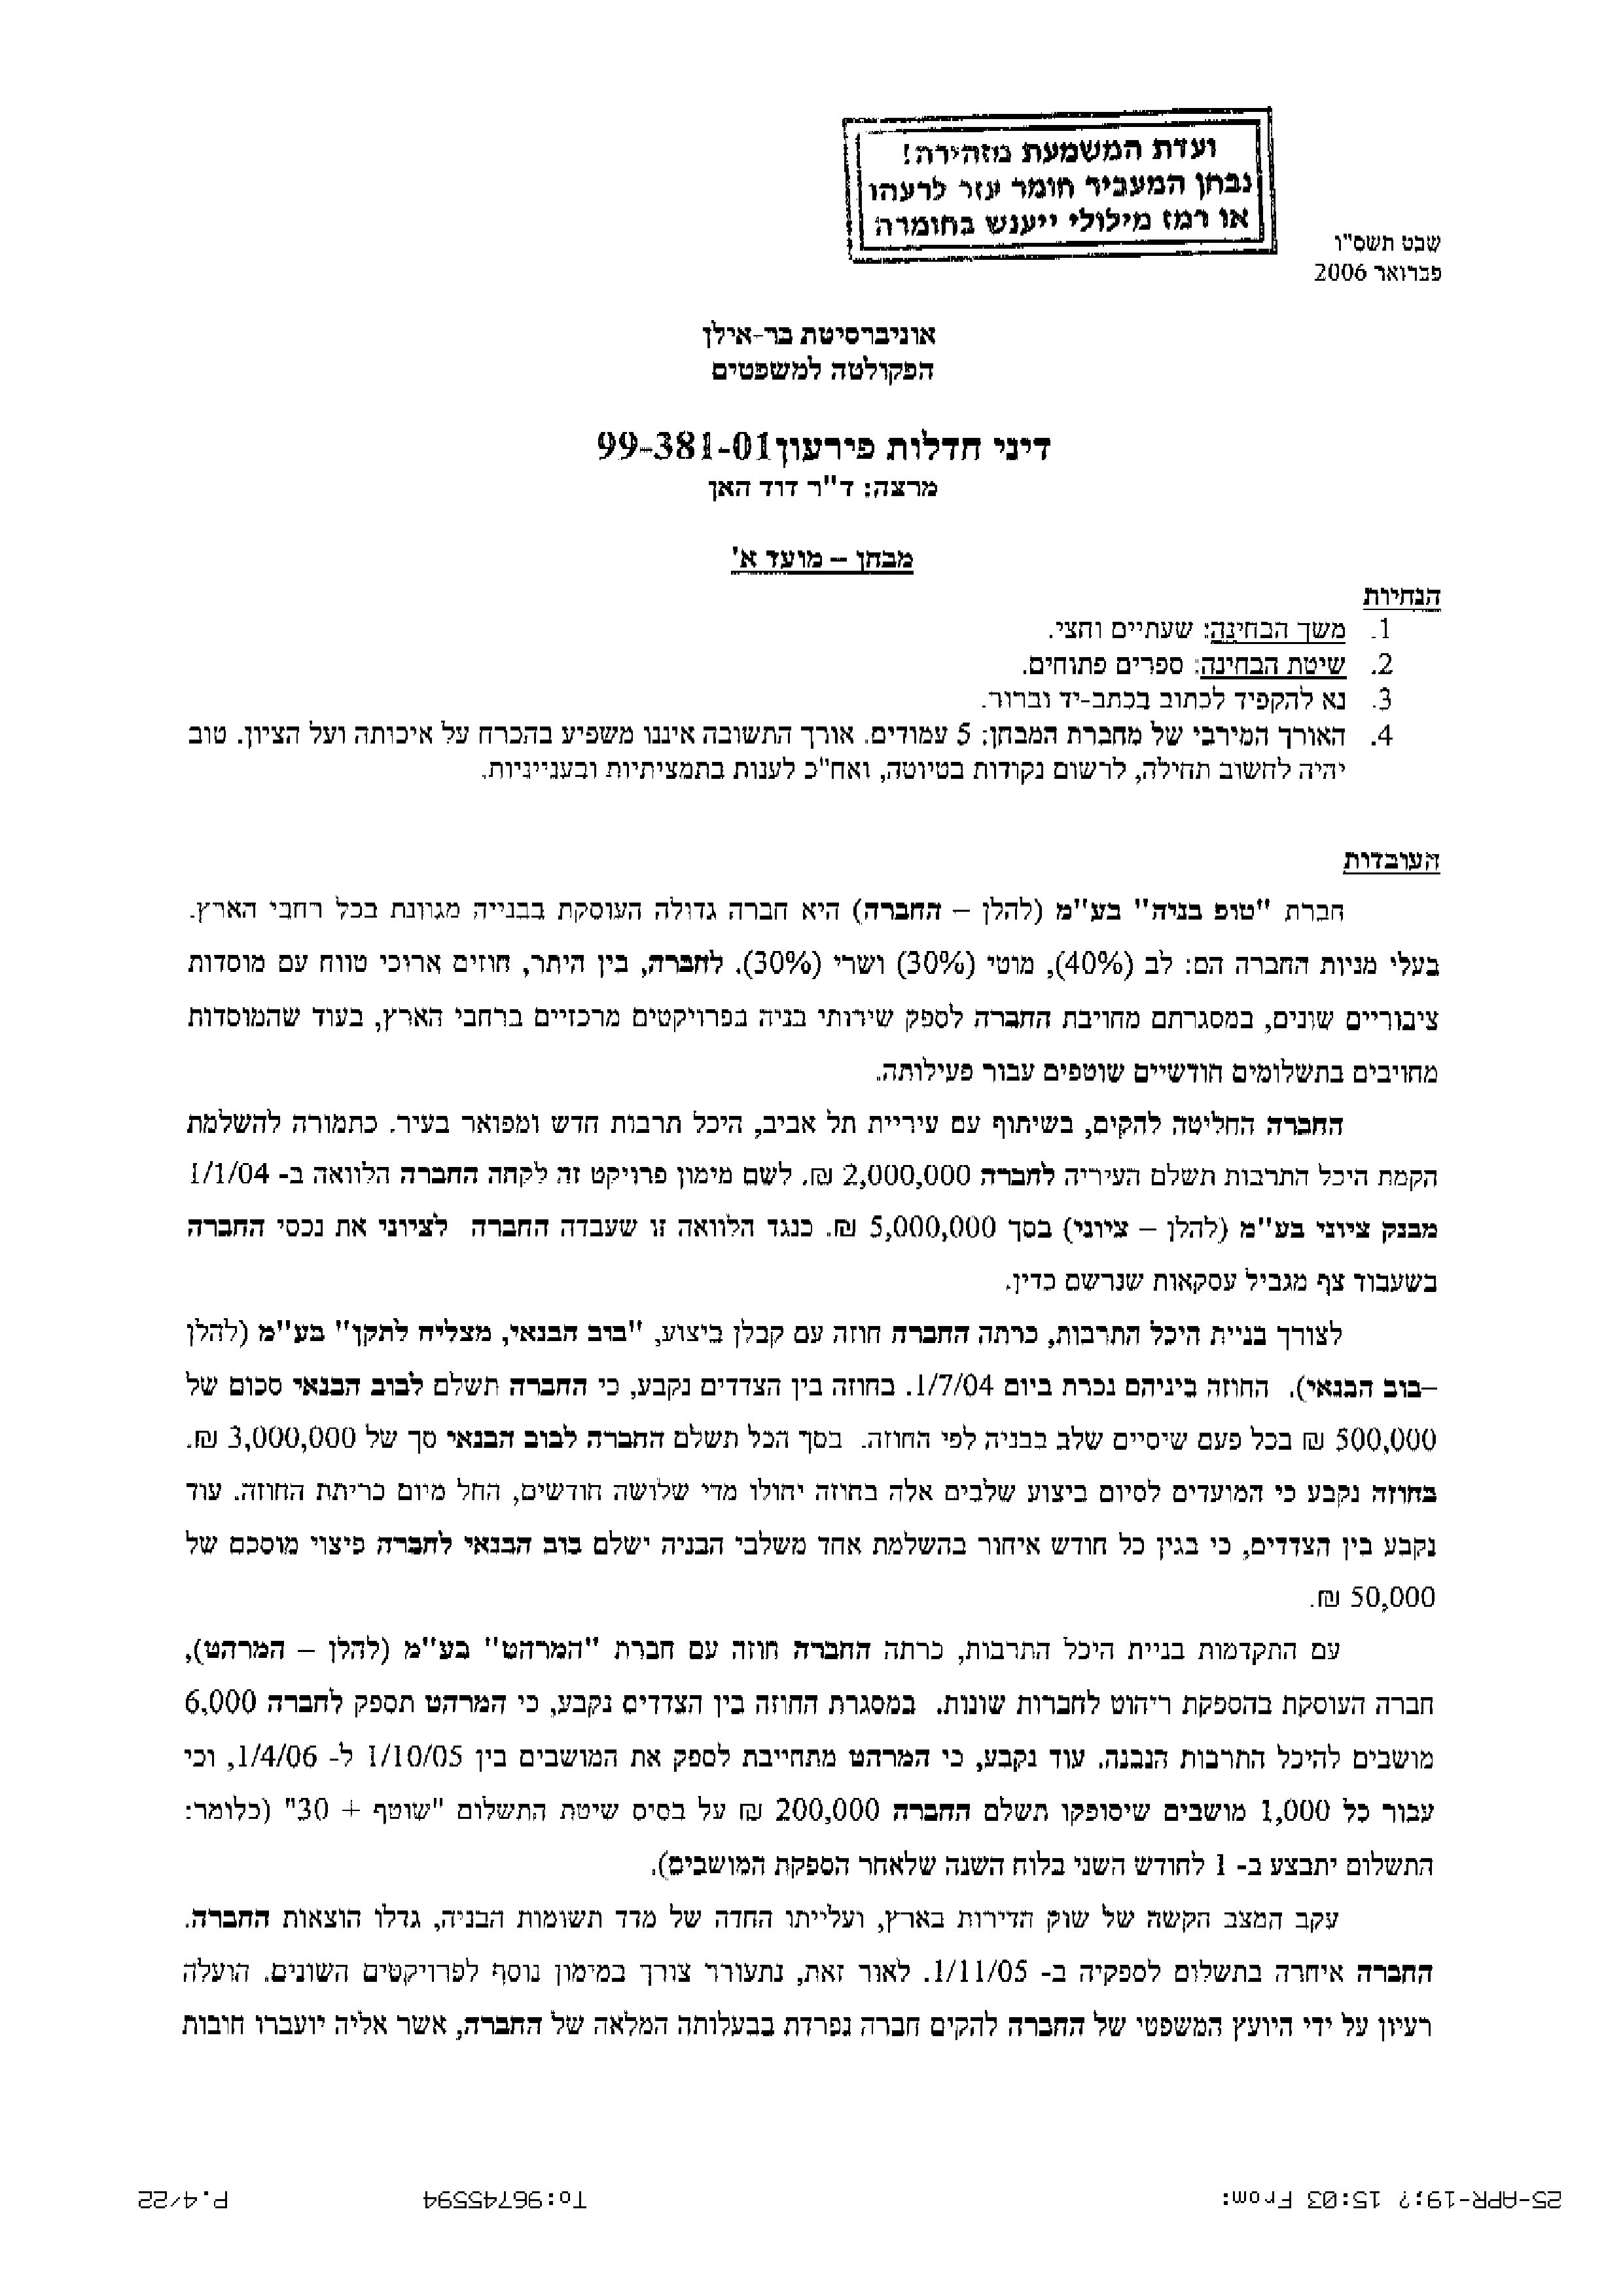 ועדת המשמעת מזהירה!
נבחן המעביר חומר עזר לרעהו
או רמז מילולי ייענש בחומרה
שבט תשס"ו
פברואר 2006
אוניברסיטת בר-אילן
הפקולטה למשפטים
דיני חדלות פירעון 99-381-01
מרצה: ד"ר דוד האן
מבחן – מועד א'
הנחיות
1. משך הבחינה: שעתיים וחצי.
2. שיטת הבחינה: ספרים פתוחים.
3. נא להקפיד לכתוב בכתב-יד וברור.
4. האורך המירבי של מחברת המבחן: 5 עמודים. אורך התשובה איננו משפיע בהכרח על איכותה ועל הציון. טוב
יהיה לחשוב תחילה, לרשום נקודות בטיוטה, ואח"כ לענות בתמציתיות ובענייניות.
העובדות
חברת "טופ בניה" בע"מ (להלן – החברה) היא חברה גדולה העוסקת בבנייה מגוונת בכל רחבי הארץ.
בעלי מניות החברה הם: לב (40%), מוטי (30%) ושרי (30%). לחברה, בין היתר, חוזים ארוכי טווח עם מוסדות
ציבוריים שונים, במסגרתם מחויבת החברה לספק שירותי בניה בפרויקטים מרכזיים ברחבי הארץ, בעוד שהמוסדות
מחויבים בתשלומים חודשיים שוטפים עבור פעילותה.
החברה החליטה להקים, בשיתוף עם עיריית תל אביב, היכל תרבות חדש ומפואר בעיר. כתמורה להשלמת
הקמת היכל התרבות תשלם העיריה לחברה 2,000,000 ₪. לשם מימון פרויקט זה לקחה החברה הלוואה ב- 1/1/04
מבנק ציוני בע"מ (להלן – ציוני) בסך 5,000,000 ₪. כנגד הלוואה זו שעבדה החברה לציוני את נכסי החברה
בשעבוד צף מגביל עסקאות שנרשם כדין.
לצורך בניית היכל התרבות, כרתה החברה חוזה עם קבלן ביצוע, "בוב הבנאי, מצליח לתקן" בע"מ (להלן
–בוב הבנאי). החוזה ביניהם נכרת ביום 1/7/04. בחוזה בין הצדדים נקבע, כי החברה תשלם לבוב הבנאי סכום של
500,000 ₪ בכל פעם שיסיים שלב בבניה לפי החוזה. בסך הכל תשלם החברה לבוב הבנאי סך של 3,000,000 ₪.
בחוזה נקבע כי המועדים לסיום ביצוע שלבים אלה בחוזה יחולו מדי שלושה חודשים, החל מיום כריתת החוזה. עוד
נקבע בין הצדדים, כי בגין כל חודש איחור בהשלמת אחד משלבי הבניה ישלם בוב הבנאי לחברה פיצוי מוסכם של
50,000 ₪.
עם התקדמות בניית היכל התרבות, כרתה החברה חוזה עם חברת "המרהט" בע"מ (להלן – המרהט),
חברה העוסקת בהספקת ריהוט לחברות שונות. במסגרת החוזה בין הצדדים נקבע, כי המרהט תספק לחברה 6,000
מושבים להיכל התרבות הנבנה. עוד נקבע, כי המרהט מתחייבת לספק את המושבים בין 1/10/05 ל- 1/4/06, וכי
עבור כל 1,000 מושבים שיסופקו תשלם החברה 200,000 ₪ על בסיס שיטת התשלום "שוטף + 30" (כלומר:
התשלום יתבצע ב- 1 לחודש השני בלוח השנה שלאחר הספקת המושבים).
עקב המצב הקשה של שוק הדירות בארץ, ועלייתו החדה של מדד תשומות הבניה, גדלו הוצאות החברה.
החברה איחרה בתשלום לספקיה ב- 1/11/05. לאור זאת, נתעורר צורך במימון נוסף לפרויקטים השונים. הועלה
רעיון על ידי היועץ המשפטי של החברה להקים חברה נפרדת בבעלותה המלאה של החברה, אשר אליה יועברו חובות
25-APR-19;? 15:03 From: To:96745594 P.4/22